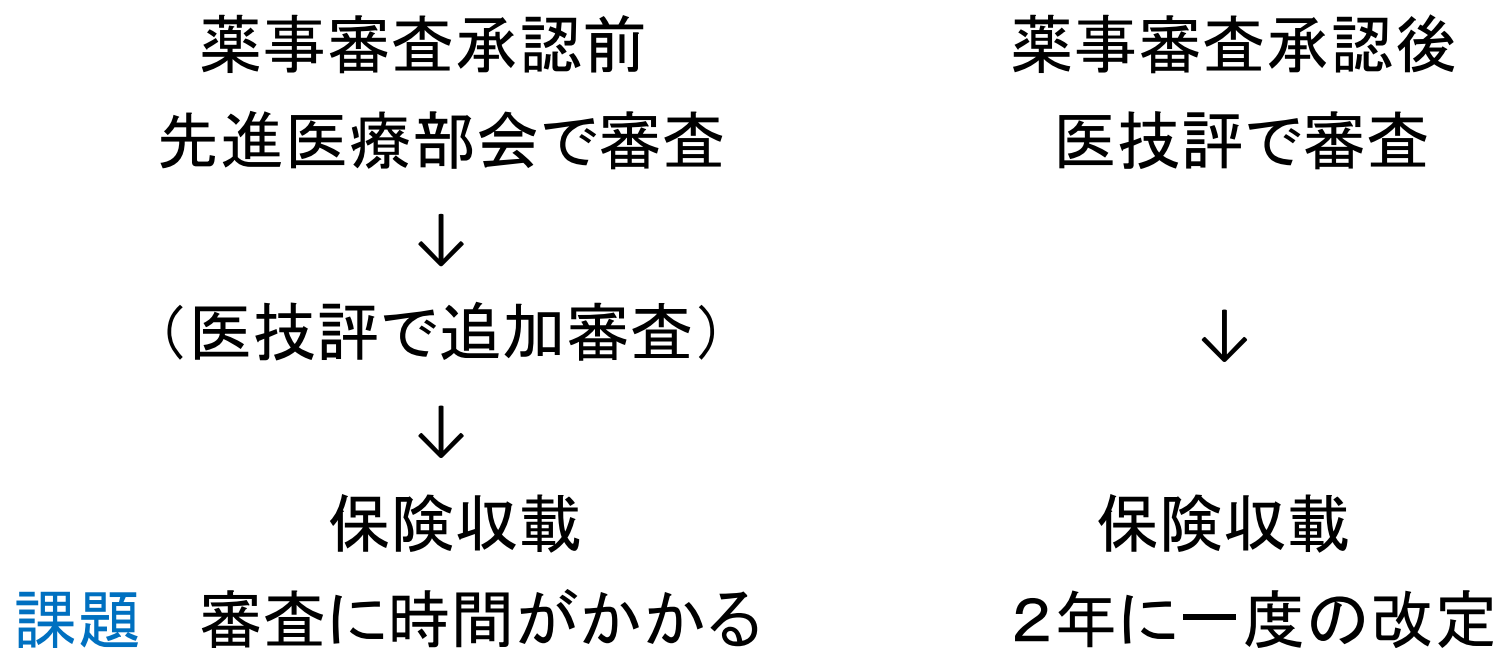 薬事審査承認前　薬事審査承認後
先進医療部会で審査　医技評で審査
↓
（医技評で追加審査）　↓
↓
保険収載　保険収載
課題　審査に時間がかかる　２年に一度の改定